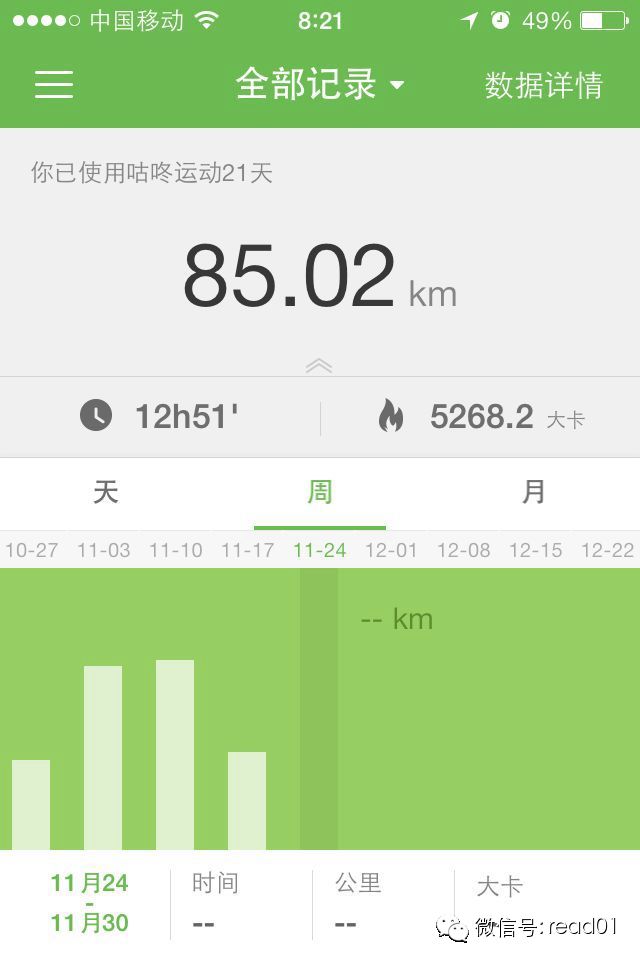 中国移动 8:21 49%
全部记录 数据详情
你已使用咕咚运动21天
85.02 km
12h51' 5268.2 大卡
天 周 月
10-27 11-03 11-10 11-17 11-24 12-01 12-08 12-15 12-22
-- km
11月24 时间 公里 大卡
-
11月30 -- --
微信号: read01